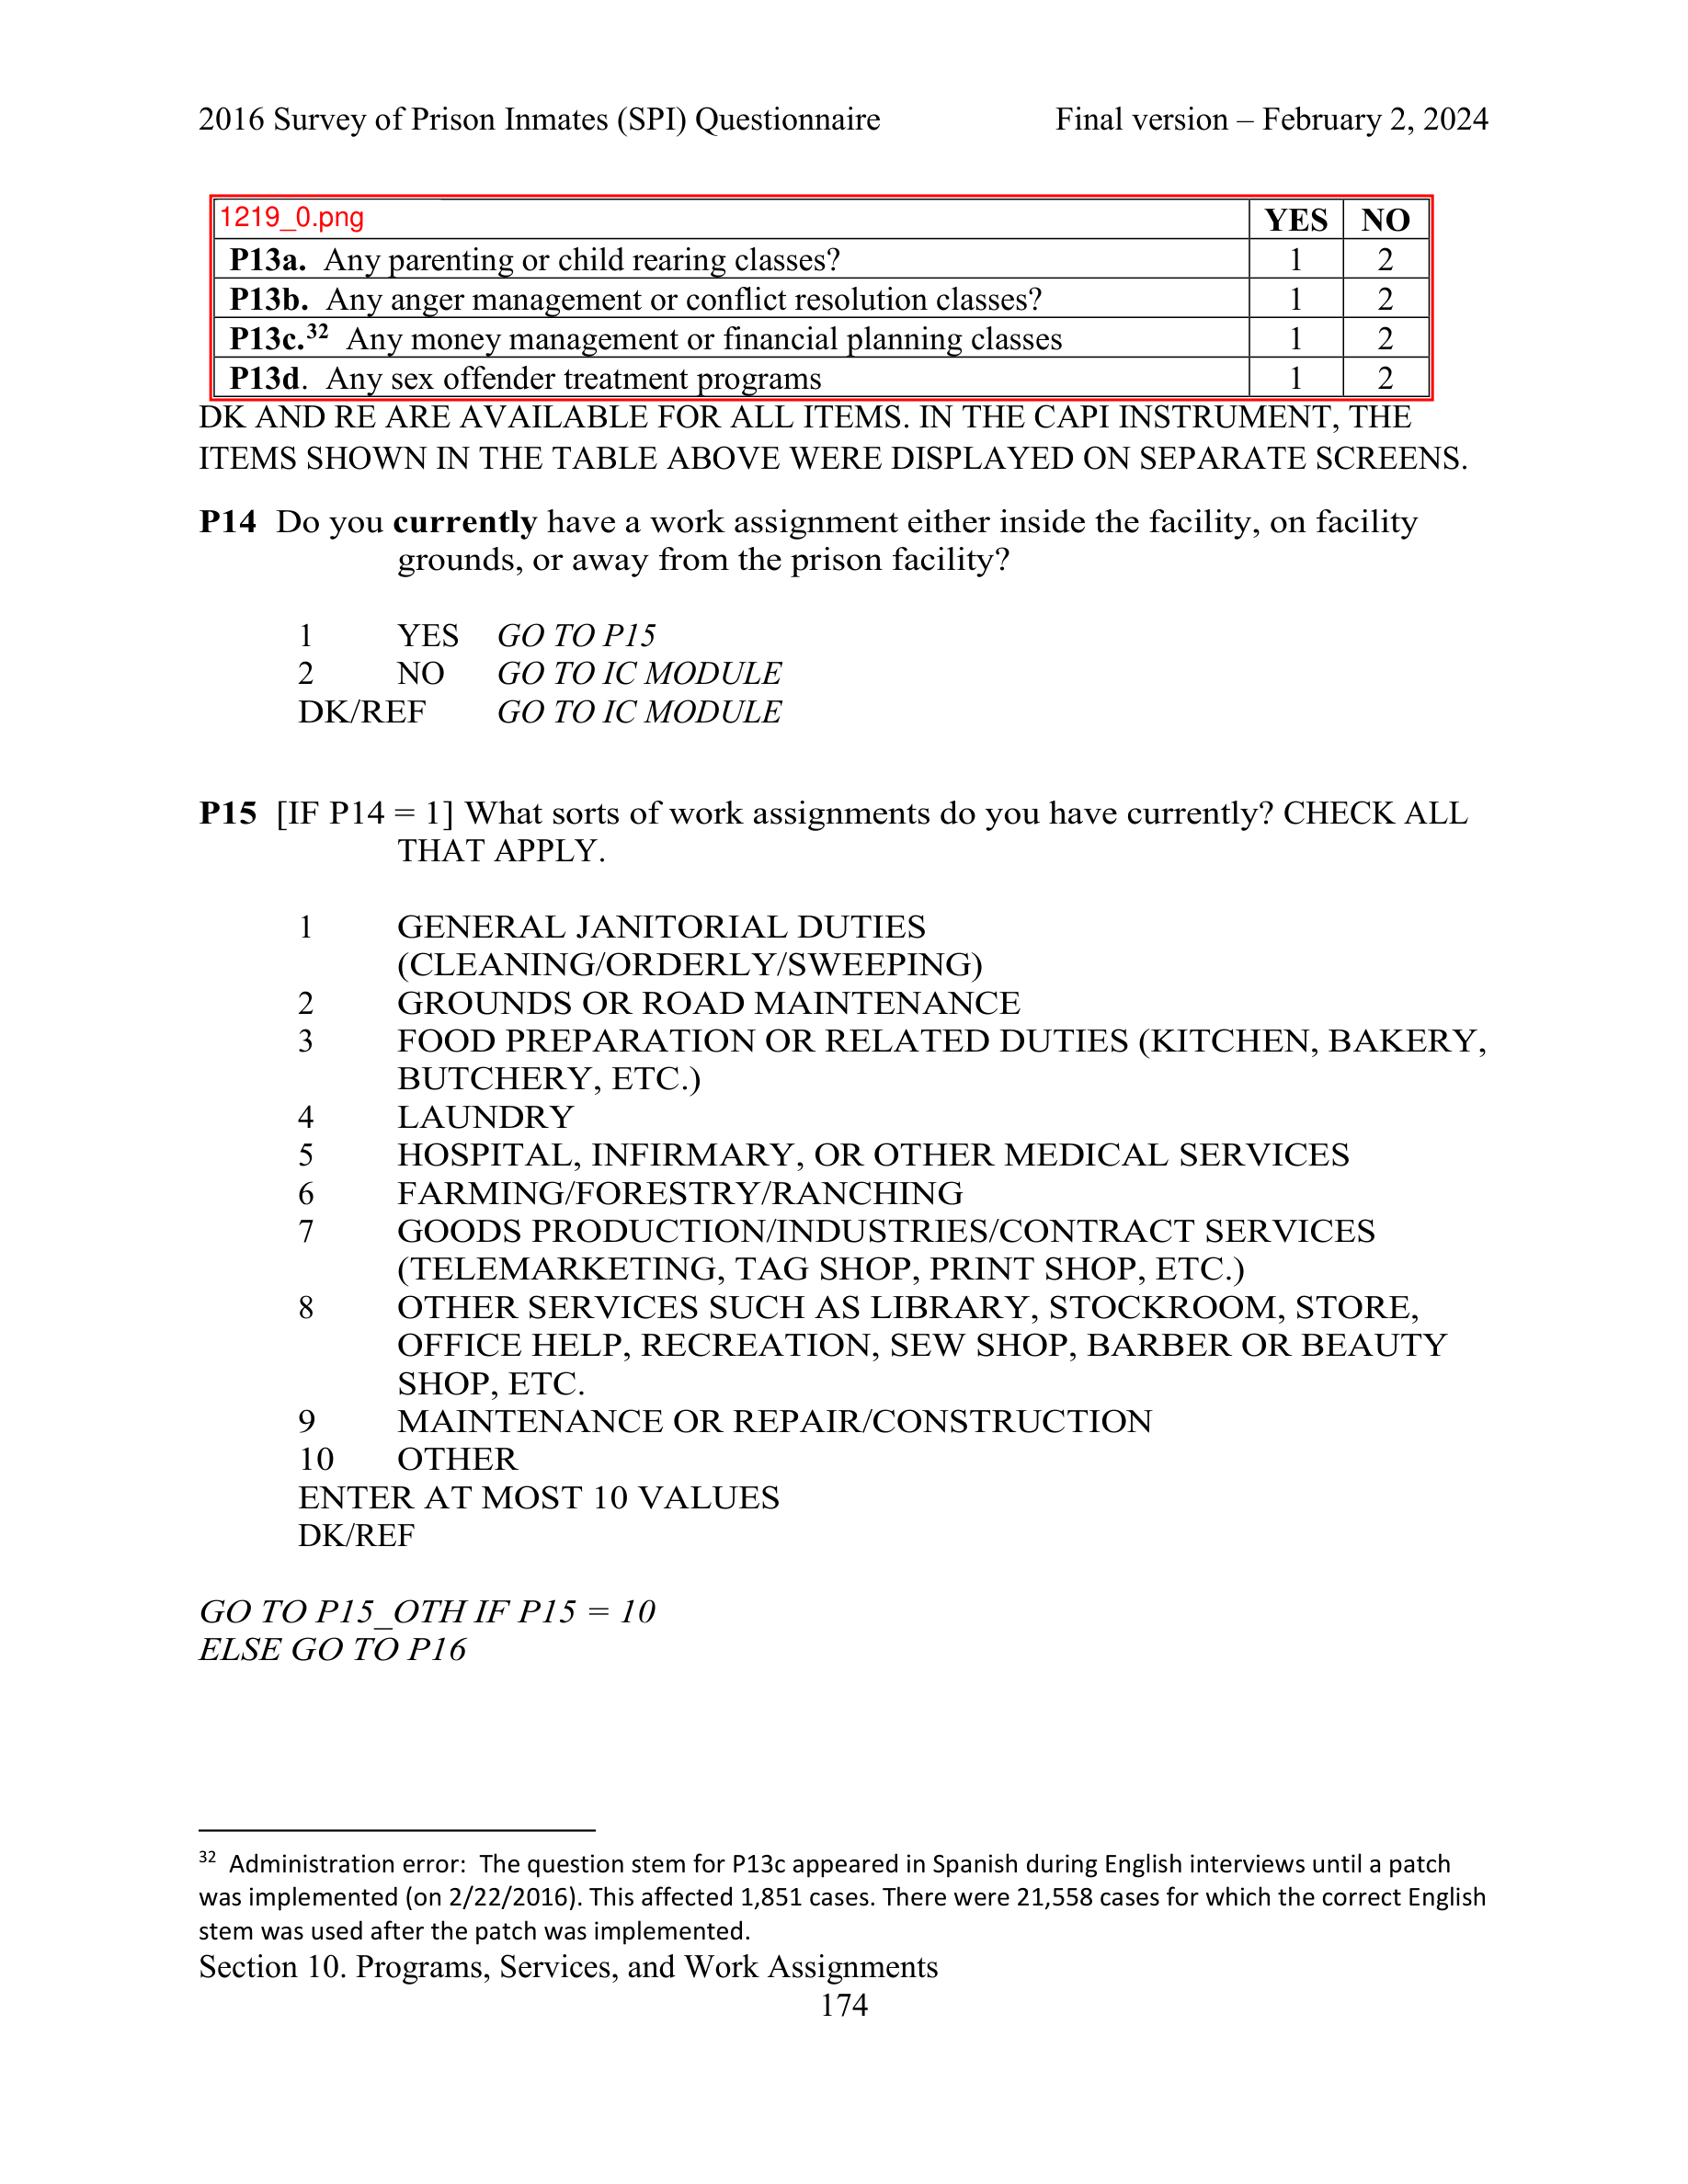 2016 Survey of Prison Inmates (SPI) Questionnaire Final version – February 2, 2024
1219_0.png YES NO
P13a. Any parenting or child rearing classes? 1 2
P13b. Any anger management or conflict resolution classes? 1 2
P13c.32 Any money management or financial planning classes 1 2
P13d. Any sex offender treatment programs 1 2
DK AND RE ARE AVAILABLE FOR ALL ITEMS. IN THE CAPI INSTRUMENT, THE
ITEMS SHOWN IN THE TABLE ABOVE WERE DISPLAYED ON SEPARATE SCREENS.
P14 Do you currently have a work assignment either inside the facility, on facility
grounds, or away from the prison facility?
1 YES GO TO P15
2 NO GO TO IC MODULE
DK/REF GO TO IC MODULE
P15 [IF P14 = 1] What sorts of work assignments do you have currently? CHECK ALL
THAT APPLY.
1 GENERAL JANITORIAL DUTIES
(CLEANING/ORDERLY/SWEEPING)
2 GROUNDS OR ROAD MAINTENANCE
3 FOOD PREPARATION OR RELATED DUTIES (KITCHEN, BAKERY,
BUTCHERY, ETC.)
4 LAUNDRY
5 HOSPITAL, INFIRMARY, OR OTHER MEDICAL SERVICES
6 FARMING/FORESTRY/RANCHING
7 GOODS PRODUCTION/INDUSTRIES/CONTRACT SERVICES
(TELEMARKETING, TAG SHOP, PRINT SHOP, ETC.)
8 OTHER SERVICES SUCH AS LIBRARY, STOCKROOM, STORE,
OFFICE HELP, RECREATION, SEW SHOP, BARBER OR BEAUTY
SHOP, ETC.
9 MAINTENANCE OR REPAIR/CONSTRUCTION
10 OTHER
ENTER AT MOST 10 VALUES
DK/REF
GO TO P15_OTH IF P15 = 10
ELSE GO TO P16
32 Administration error: The question stem for P13c appeared in Spanish during English interviews until a patch
was implemented (on 2/22/2016). This affected 1,851 cases. There were 21,558 cases for which the correct English
stem was used after the patch was implemented.
Section 10. Programs, Services, and Work Assignments
174